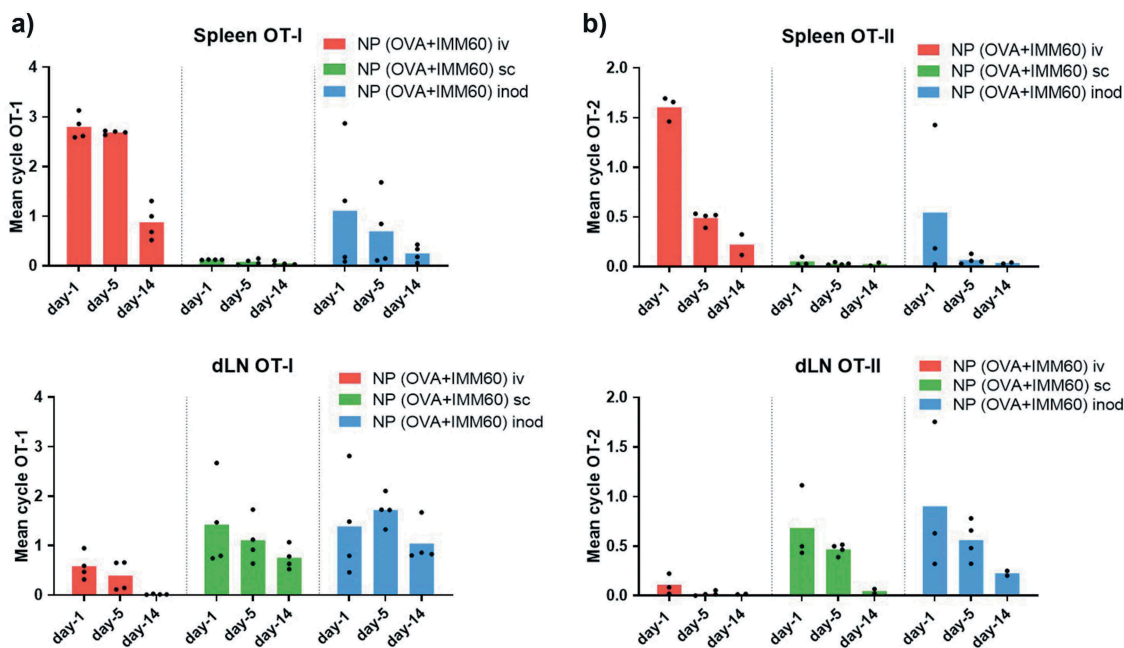 a)
Spleen OT-I
NP (OVA+IMM60) iv
NP (OVA+IMM60) sc
NP (OVA+IMM60) inod
Mean cycle OT-1
4
3
2
1
0
day-1 day-5 day-14 day-1 day-5 day-14 day-1 day-5 day-14
b)
Spleen OT-II
NP (OVA+IMM60) iv
NP (OVA+IMM60) sc
NP (OVA+IMM60) inod
Mean cycle OT-2
2.0
1.5
1.0
0.5
0.0
day-1 day-5 day-14 day-1 day-5 day-14 day-1 day-5 day-14
dLN OT-I
NP (OVA+IMM60) iv
NP (OVA+IMM60) sc
NP (OVA+IMM60) inod
Mean cycle OT-1
4
3
2
1
0
day-1 day-5 day-14 day-1 day-5 day-14 day-1 day-5 day-14
dLN OT-II
NP (OVA+IMM60) iv
NP (OVA+IMM60) sc
NP (OVA+IMM60) inod
Mean cycle OT-2
2.0
1.5
1.0
0.5
0.0
day-1 day-5 day-14 day-1 day-5 day-14 day-1 day-5 day-14